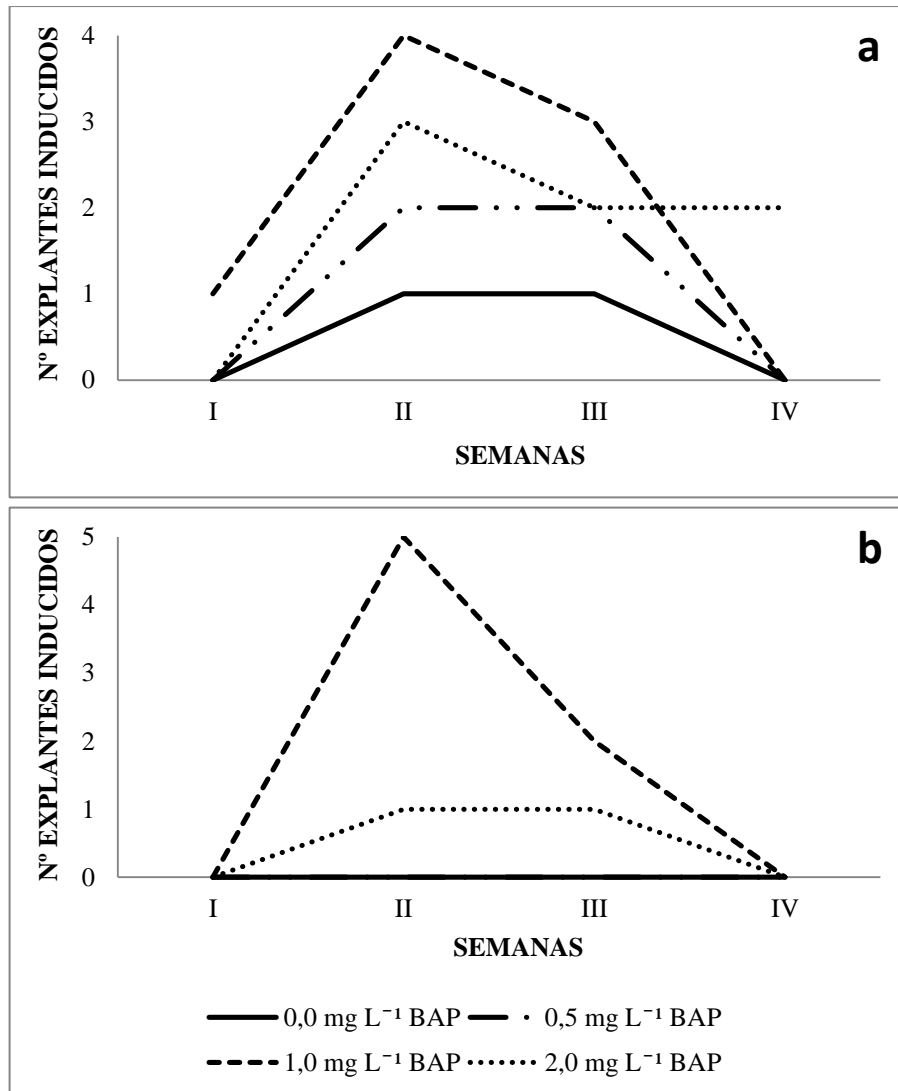 a
Nº EXPLANTES INDUCIDOS
4
3
2
1
0
I II III IV
SEMANAS
b
Nº EXPLANTES INDUCIDOS
5
4
3
2
1
0
I II III IV
SEMANAS
0,0 mg L⁻¹ BAP 0,5 mg L⁻¹ BAP
1,0 mg L⁻¹ BAP 2,0 mg L⁻¹ BAP